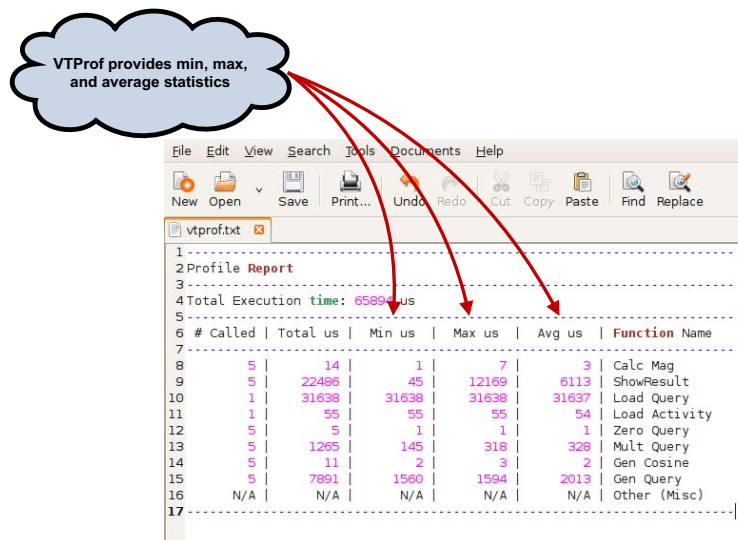 VTProf provides min, max,
and average statistics
File Edit View Search Tools Documents Help
New Open Save Print... Undo Redo Cut Copy Paste Find Replace
vtprof.txt
1 ------------------------------------------------------------
2 Profile Report
3 ------------------------------------------------------------
4 Total Execution time: 65894 us
5 ------------------------------------------------------------
6 # Called | Total us | Min us | Max us | Avg us | Function Name
7 ------------------------------------------------------------
8 5 | 14 | 1 | 7 | 3 | Calc Mag
9 5 | 22486 | 45 | 12169 | 6113 | ShowResult
10 1 | 31638 | 31638 | 31638 | 31637 | Load Query
11 1 | 55 | 55 | 55 | 54 | Load Activity
12 5 | 5 | 1 | 1 | 1 | Zero Query
13 5 | 1265 | 145 | 318 | 328 | Mult Query
14 5 | 11 | 2 | 3 | 2 | Gen Cosine
15 5 | 7891 | 1560 | 1594 | 2013 | Gen Query
16 N/A | N/A | N/A | N/A | N/A | Other (Misc)
17 ------------------------------------------------------------